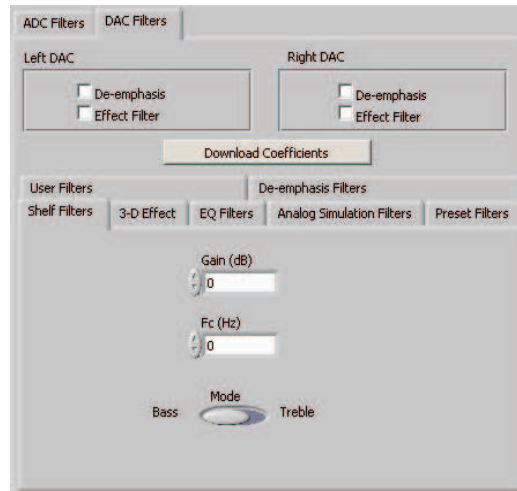 ADC Filters DAC Filters
Left DAC Right DAC
De-emphasis De-emphasis
Effect Filter Effect Filter
Download Coefficients
User Filters De-emphasis Filters
Shelf Filters 3-D Effect EQ Filters Analog Simulation Filters Preset Filters
Gain (dB)
0
Fc (Hz)
0
Mode
Bass Treble